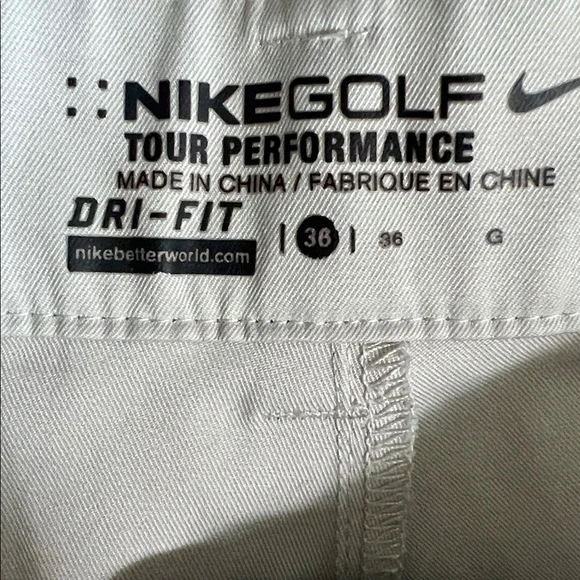 NIKEGOLF
TOUR PERFORMANCE
MADE IN CHINA / FABRIQUE EN CHINE
DRI-FIT
nikebetterworld.com
| 36 | 36 G